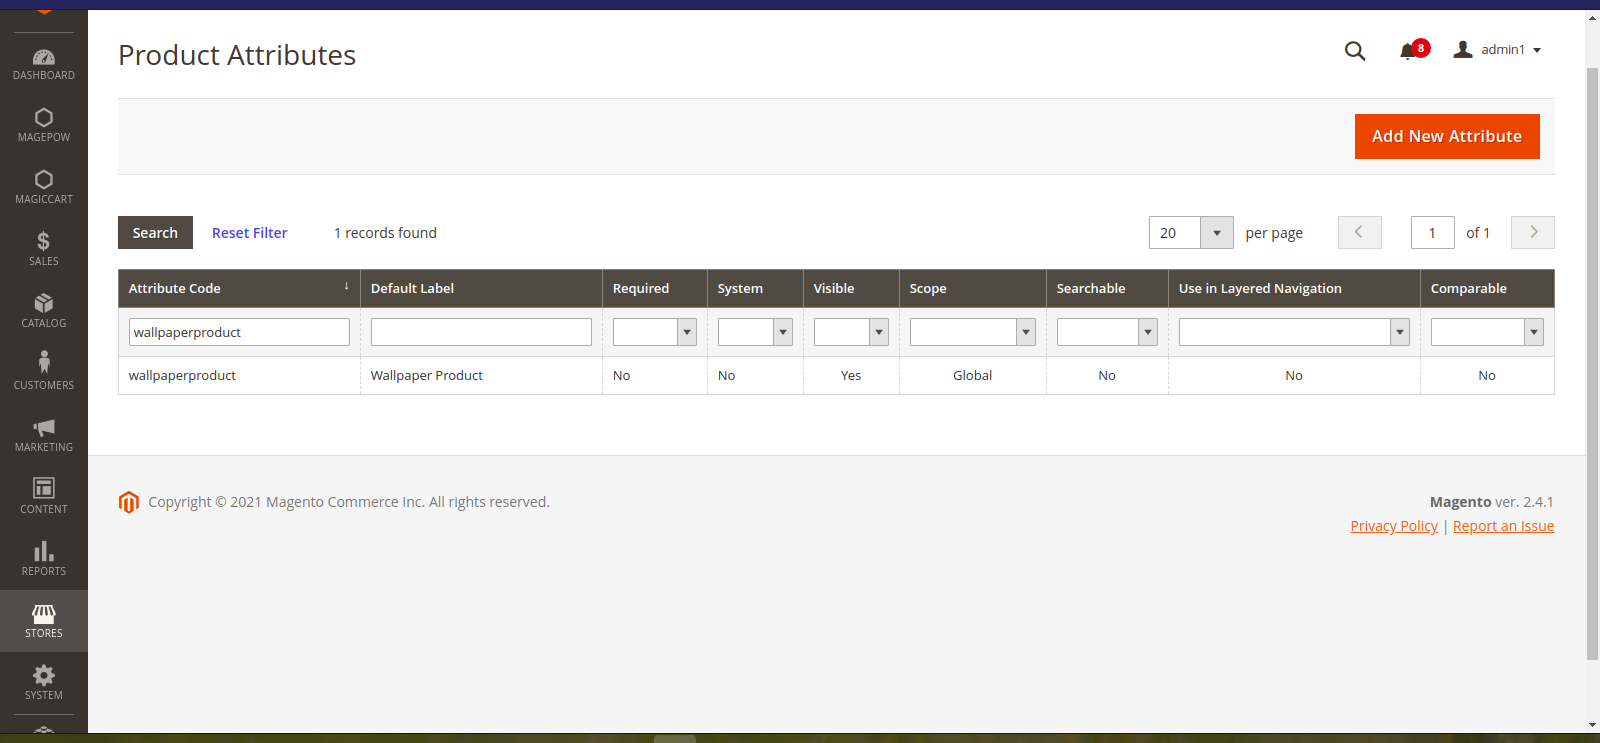 Product Attributes
8
admin1
DASHBOARD
MAGEPOW
MAGICCART
SALES
CATALOG
CUSTOMERS
MARKETING
CONTENT
REPORTS
STORES
SYSTEM
Add New Attribute
Search Reset Filter 1 records found 20 per page 1 of 1
Attribute Code ↓ Default Label Required System Visible Scope Searchable Use in Layered Navigation Comparable
wallpaperproduct
wallpaperproduct Wallpaper Product No No Yes Global No No No
Copyright © 2021 Magento Commerce Inc. All rights reserved.
Magento ver. 2.4.1
Privacy Policy | Report an Issue